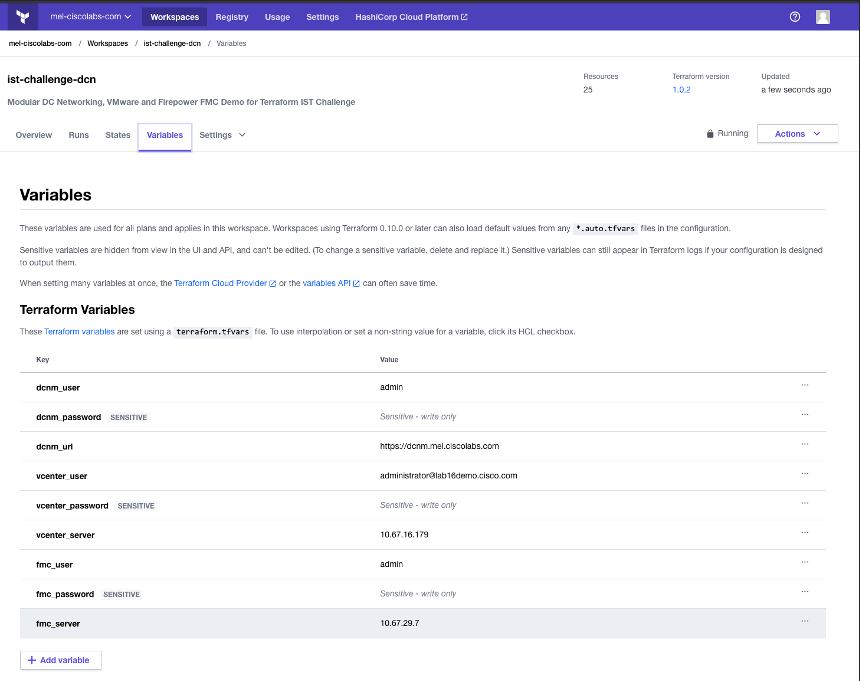 mel-ciscolabs-com Workspaces Registry Usage Settings HashiCorp Cloud Platform
mel-ciscolabs-com / Workspaces / ist-challenge-dcn / Variables
ist-challenge-dcn
Resources Terraform version Updated
25 1.0.2 a few seconds ago
Modular DC Networking, VMware and Firepower FMC Demo for Terraform IST Challenge
Overview Runs States Variables Settings Running Actions
Variables
These variables are used for all plans and applies in this workspace. Workspaces using Terraform 0.10.0 or later can also load default values from any *.auto.tfvars files in the configuration.
Sensitive variables are hidden from view in the UI and API, and can't be edited. (To change a sensitive variable, delete and replace it.) Sensitive variables can still appear in Terraform logs if your configuration is designed
to output them.
When setting many variables at once, the Terraform Cloud Provider or the variables API can often save time.
Terraform Variables
These Terraform variables are set using a terraform.tfvars file. To use interpolation or set a non-string value for a variable, click its HCL checkbox.
Key Value
dcnm_user admin ...
dcnm_password SENSITIVE Sensitive - write only ...
dcnm_url https://dcnm.mel.ciscolabs.com ...
vcenter_user administrator@lab16demo.cisco.com ...
vcenter_password SENSITIVE Sensitive - write only ...
vcenter_server 10.67.16.179 ...
fmc_user admin ...
fmc_password SENSITIVE Sensitive - write only ...
fmc_server 10.67.29.7 ...
+ Add variable